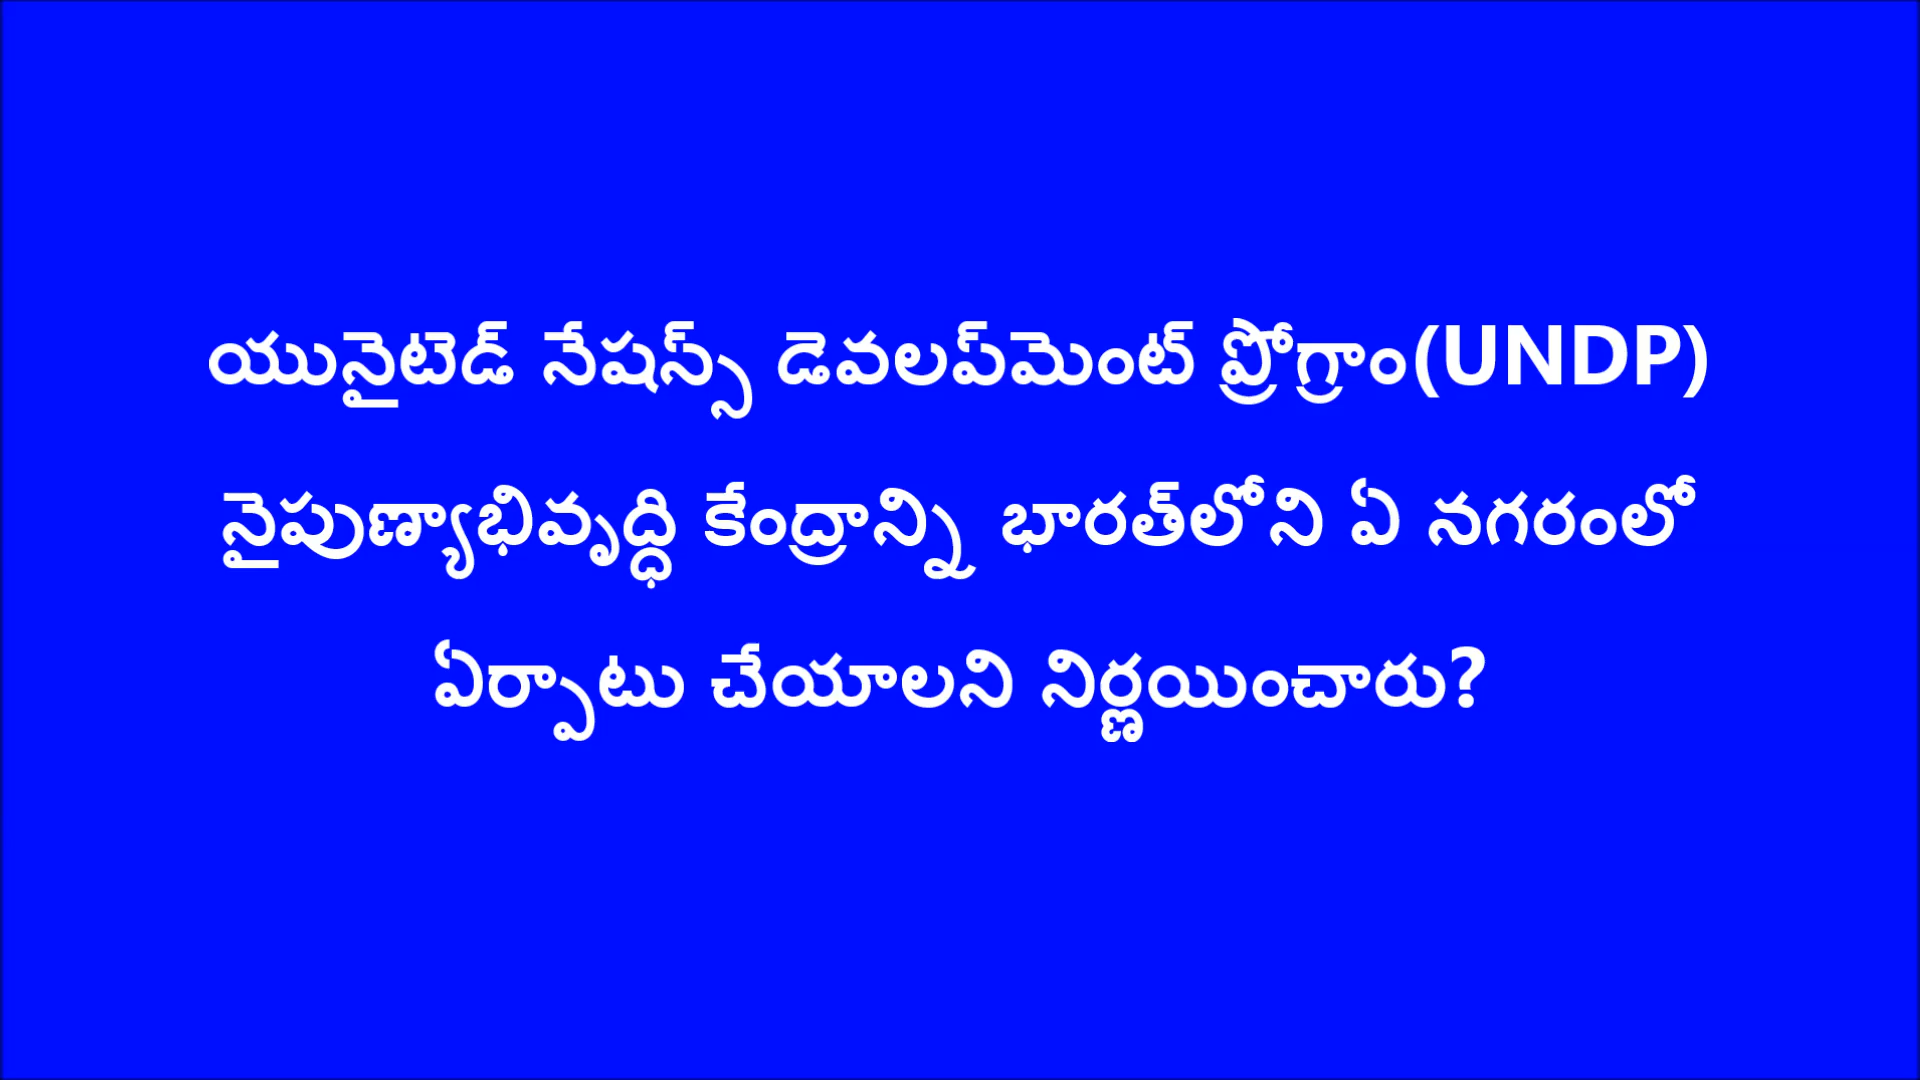 యునైటెడ్ నేషన్స్ డెవలప్‌మెంట్ ప్రోగ్రాం(UNDP)
నైపుణ్యాభివృద్ధి కేంద్రాన్ని భారత్‌లోని ఏ నగరంలో
ఏర్పాటు చేయాలని నిర్ణయించారు?